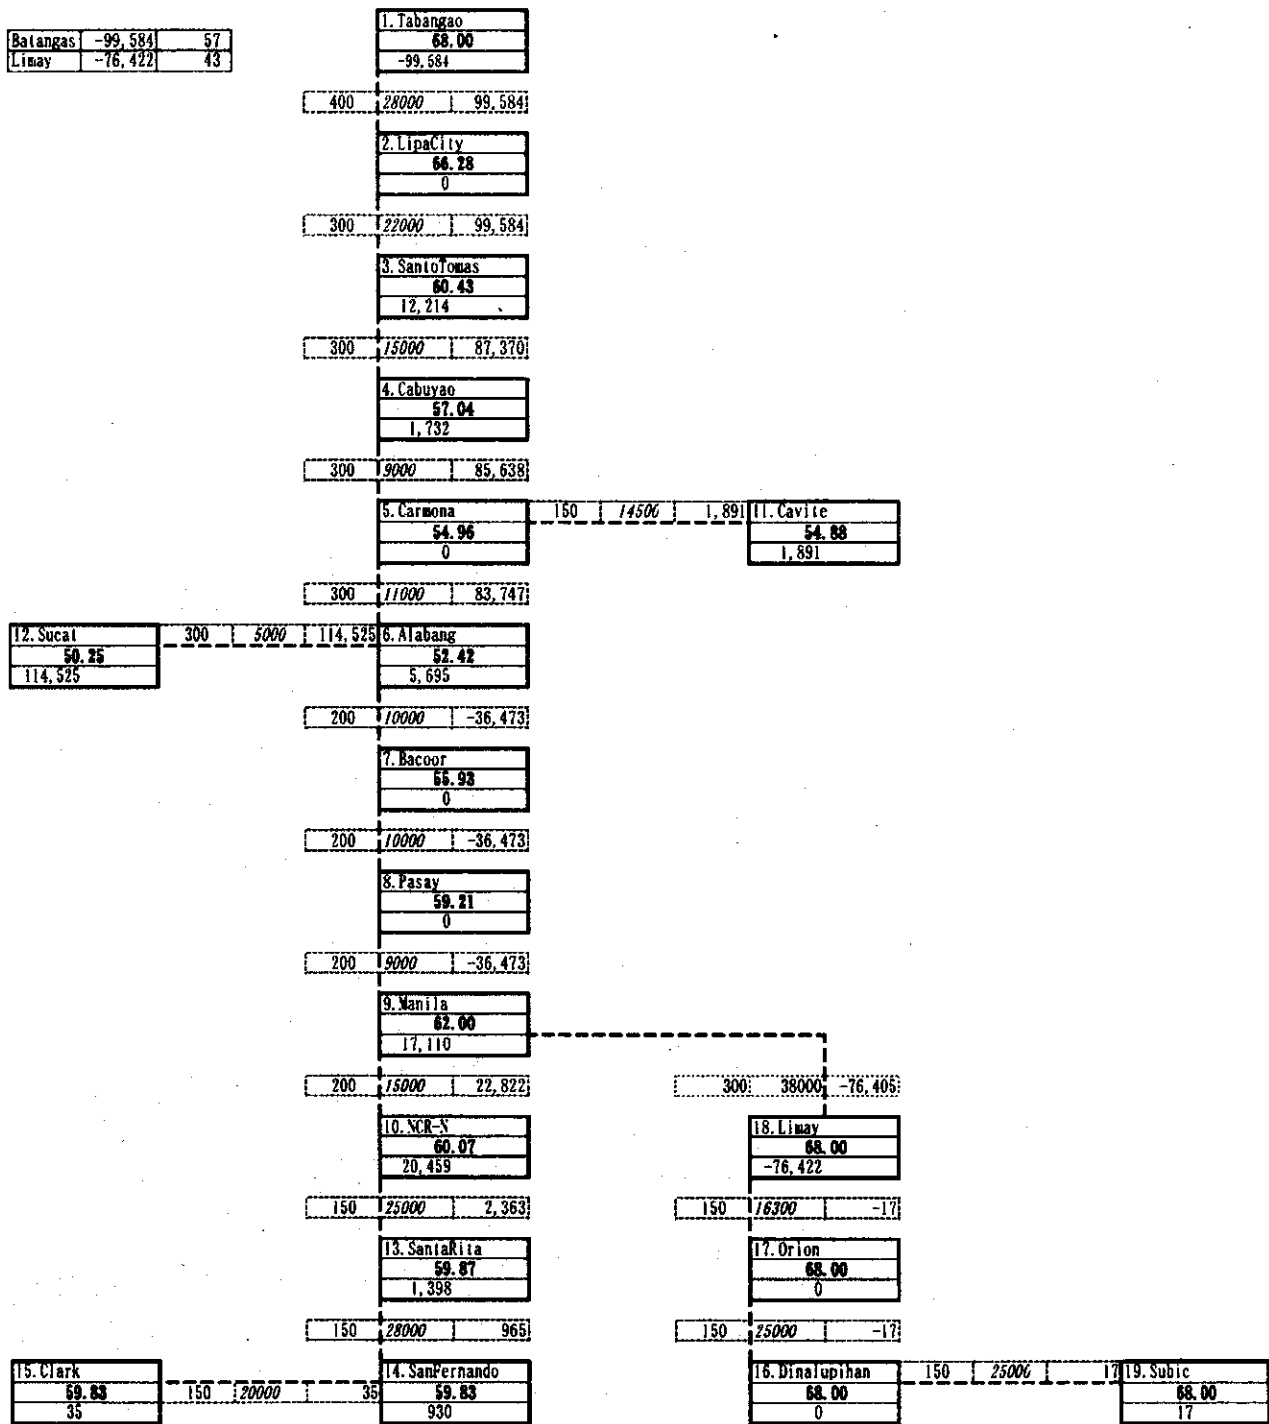 1. Tabangao
68.00
-99,584
Batangas -99,584 57
Limay -76,422 43
400 28000 99,584
2. LipaCity
66.28
0
300 22000 99,584
3. SantoTomas
60.43
12,214
300 15000 87,370
4. Cabuyao
57.04
1,732
300 9000 85,638
5. Carmona
54.96
0
150 14500 1,891
11. Cavite
54.88
1,891
300 11000 83,747
12. Sucat
50.25
114,525
300 5000 114,525
6. Alabang
52.42
5,695
200 10000 -36,473
7. Bacoor
55.93
0
200 10000 -36,473
8. Pasay
59.21
0
200 9000 -36,473
9. Manila
62.00
17,110
200 15000 22,822
300 38000 -76,405
10. NCR-N
60.07
20,459
18. Limay
68.00
-76,422
150 25000 2,363
150 16300 -17
13. SantaRita
59.87
1,398
17. Orion
68.00
0
150 28000 965
150 25000 -17
15. Clark
59.83
35
150 20000 35
14. SanFernando
59.83
930
16. Dinalupihan
68.00
0
150 25000 17
19. Subic
68.00
17